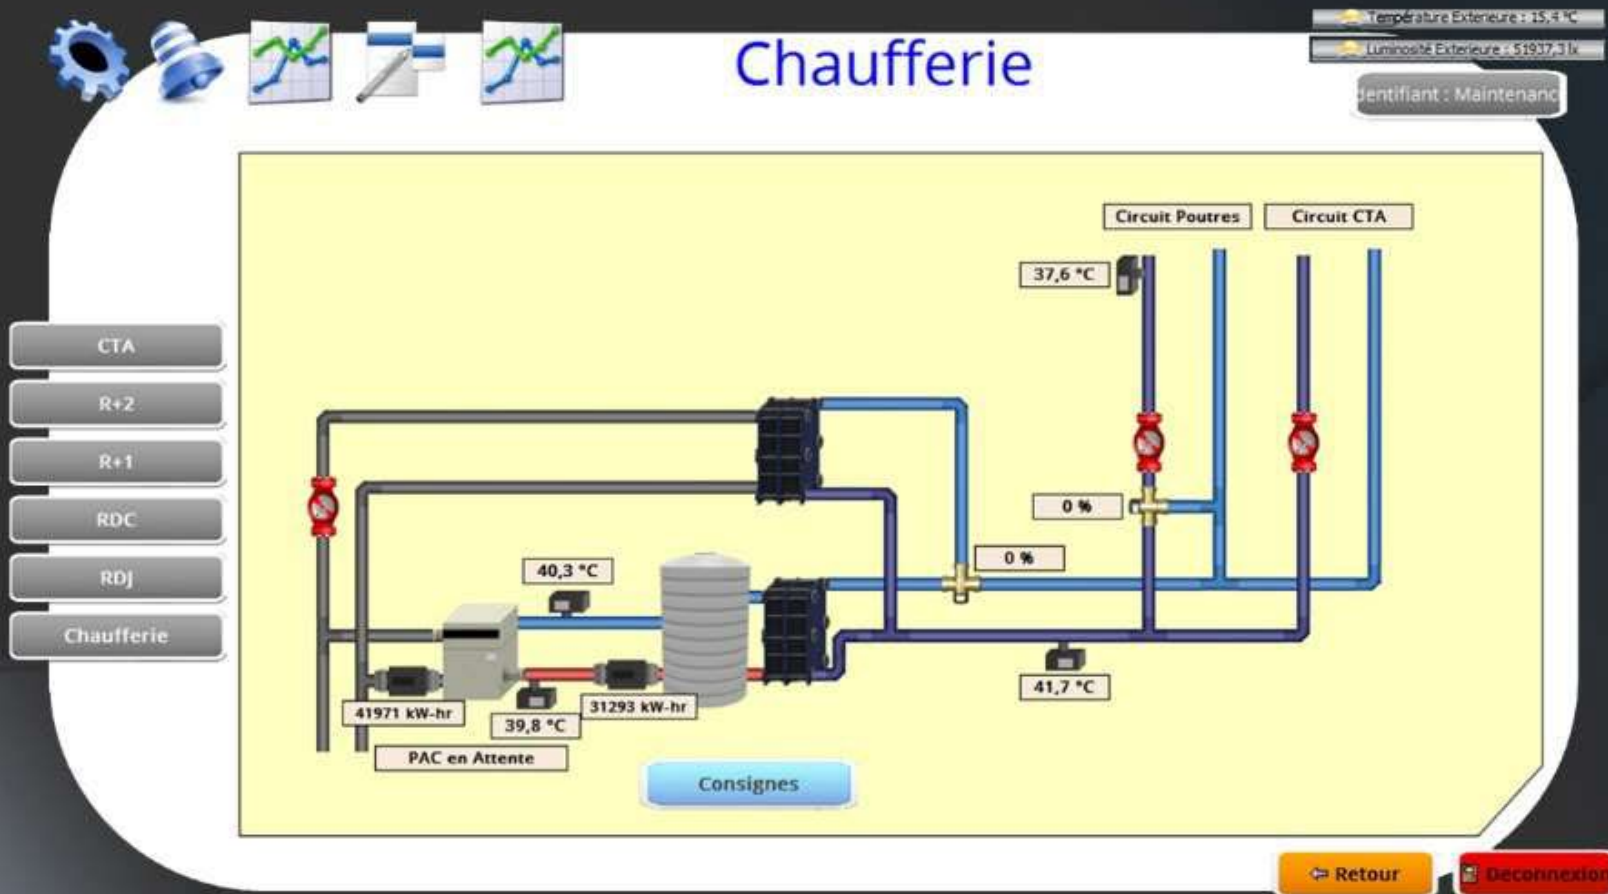 Chaufferie
Température Exterieure : 15,4 °C
Luminosité Exterieure : 51937,3 lx
dentifiant : Maintenanc
Circuit Poutres
Circuit CTA
37,6 °C
CTA
R+2
R+1
RDC
RDJ
Chaufferie
0 %
0 %
40,3 °C
41,7 °C
41971 kW-hr
31293 kW-hr
39,8 °C
PAC en Attente
Consignes
Retour
Deconnexion